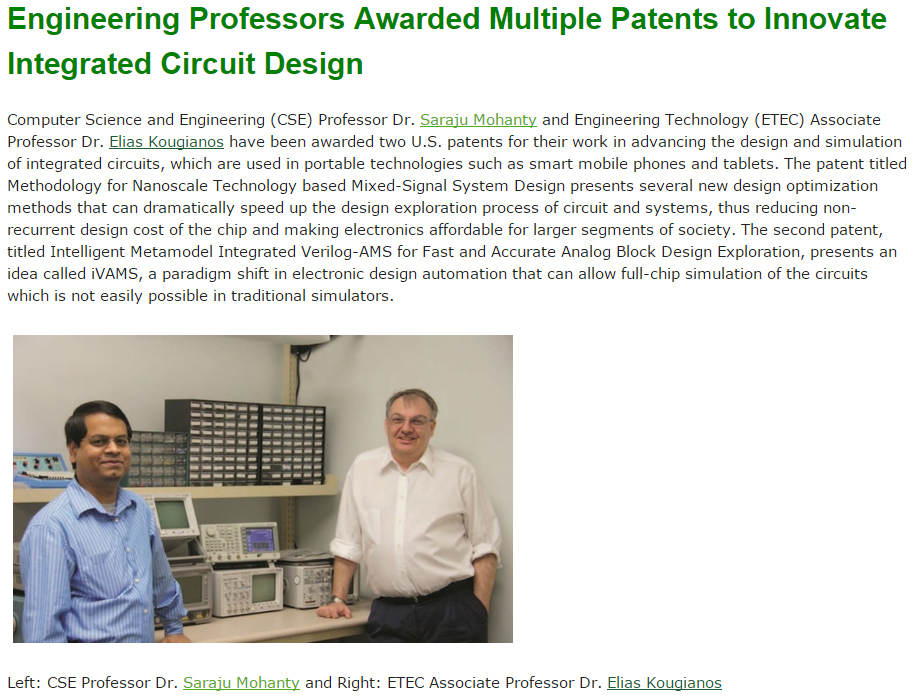 Engineering Professors Awarded Multiple Patents to Innovate
Integrated Circuit Design
Computer Science and Engineering (CSE) Professor Dr. Saraju Mohanty and Engineering Technology (ETEC) Associate
Professor Dr. Elias Kougianos have been awarded two U.S. patents for their work in advancing the design and simulation
of integrated circuits, which are used in portable technologies such as smart mobile phones and tablets. The patent titled
Methodology for Nanoscale Technology based Mixed-Signal System Design presents several new design optimization
methods that can dramatically speed up the design exploration process of circuit and systems, thus reducing non-
recurrent design cost of the chip and making electronics affordable for larger segments of society. The second patent,
titled Intelligent Metamodel Integrated Verilog-AMS for Fast and Accurate Analog Block Design Exploration, presents an
idea called iVAMS, a paradigm shift in electronic design automation that can allow full-chip simulation of the circuits
which is not easily possible in traditional simulators.
Left: CSE Professor Dr. Saraju Mohanty and Right: ETEC Associate Professor Dr. Elias Kougianos